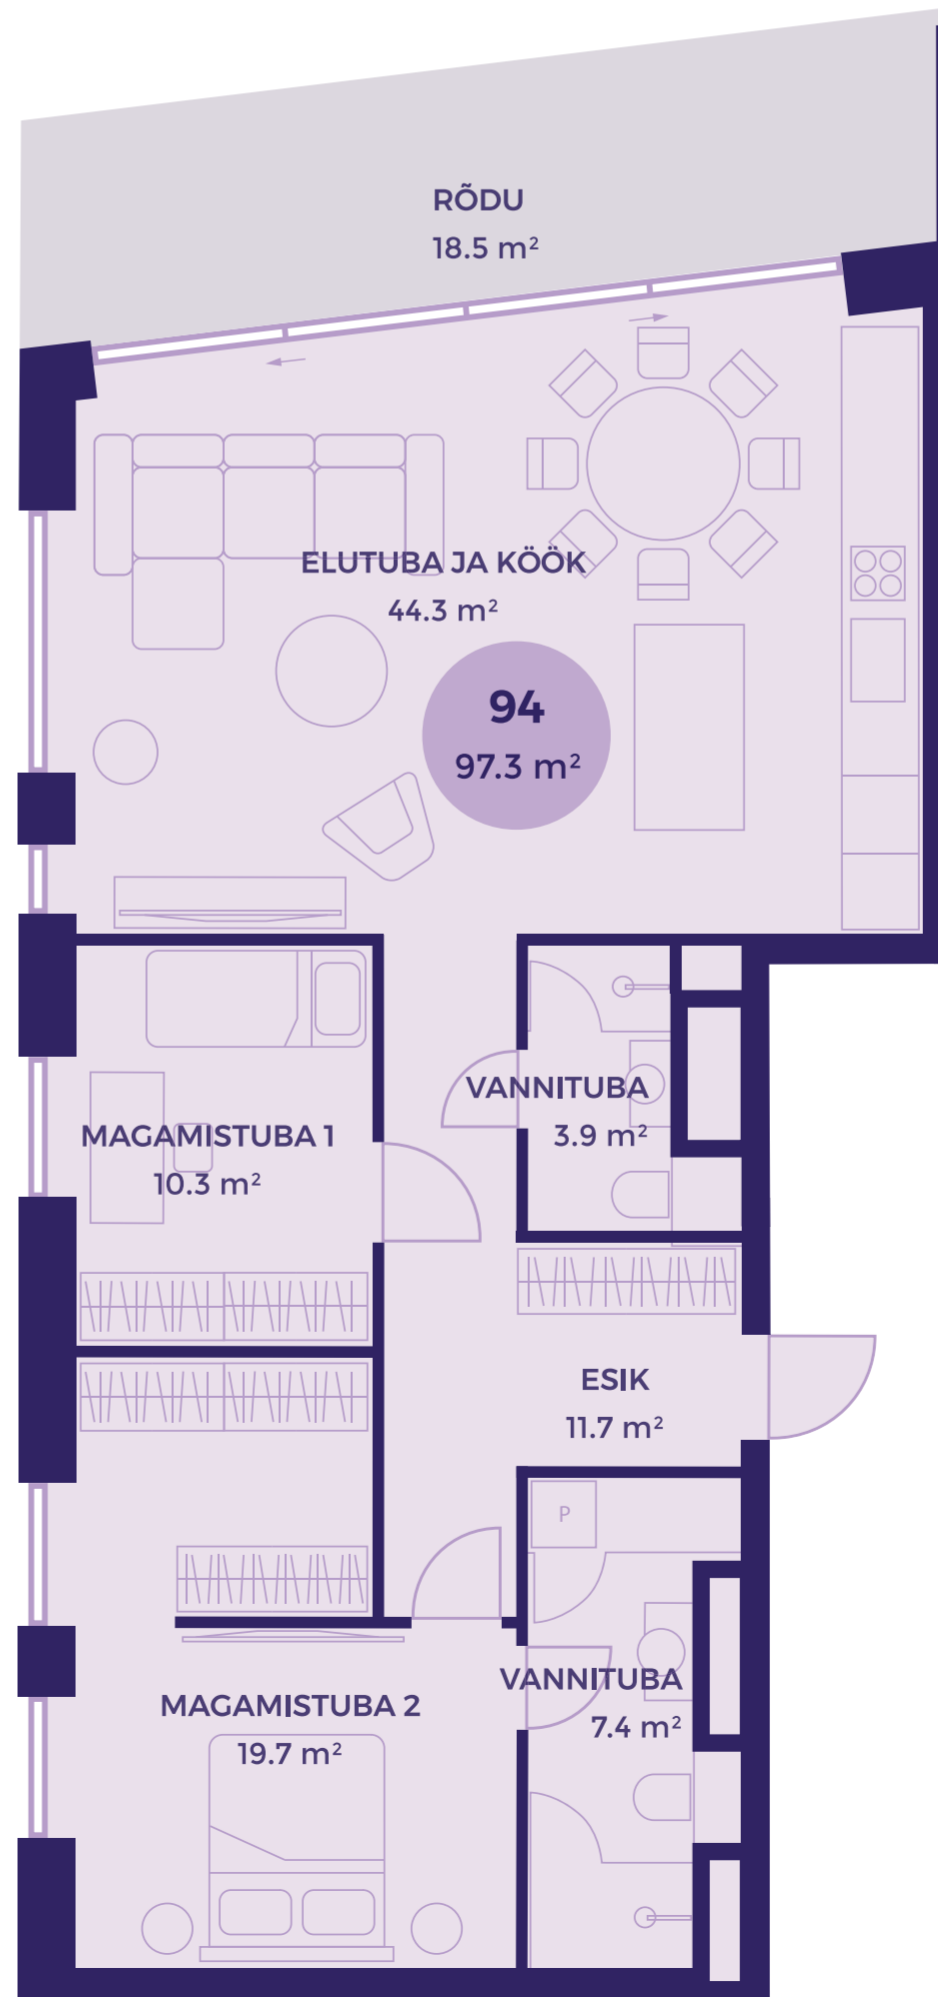 RÕDU
18.5 m²
ELUTUBA JA KÖÖK
44.3 m²
94
97.3 m²
VANNITUBA
3.9 m²
MAGAMISTUBA 1
10.3 m²
ESIK
11.7 m²
P
VANNITUBA
7.4 m²
MAGAMISTUBA 2
19.7 m²